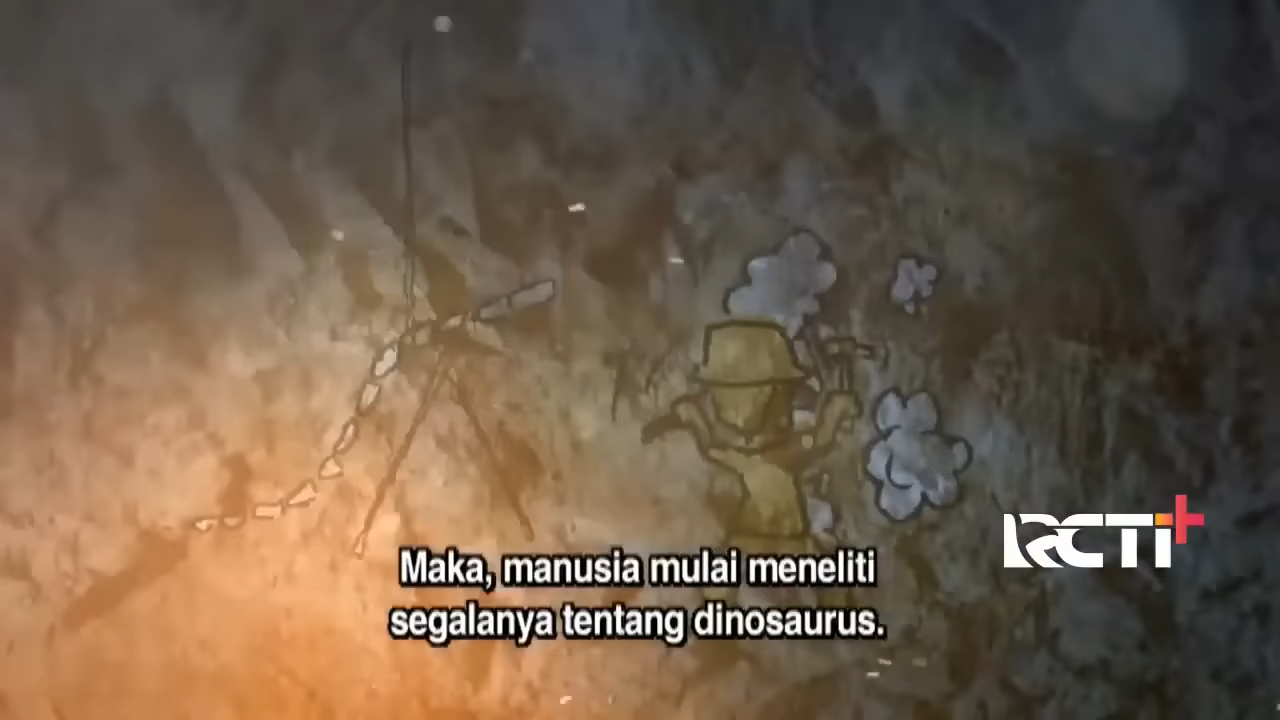 RCTI+
Maka, manusia mulai meneliti
segalanya tentang dinosaurus.